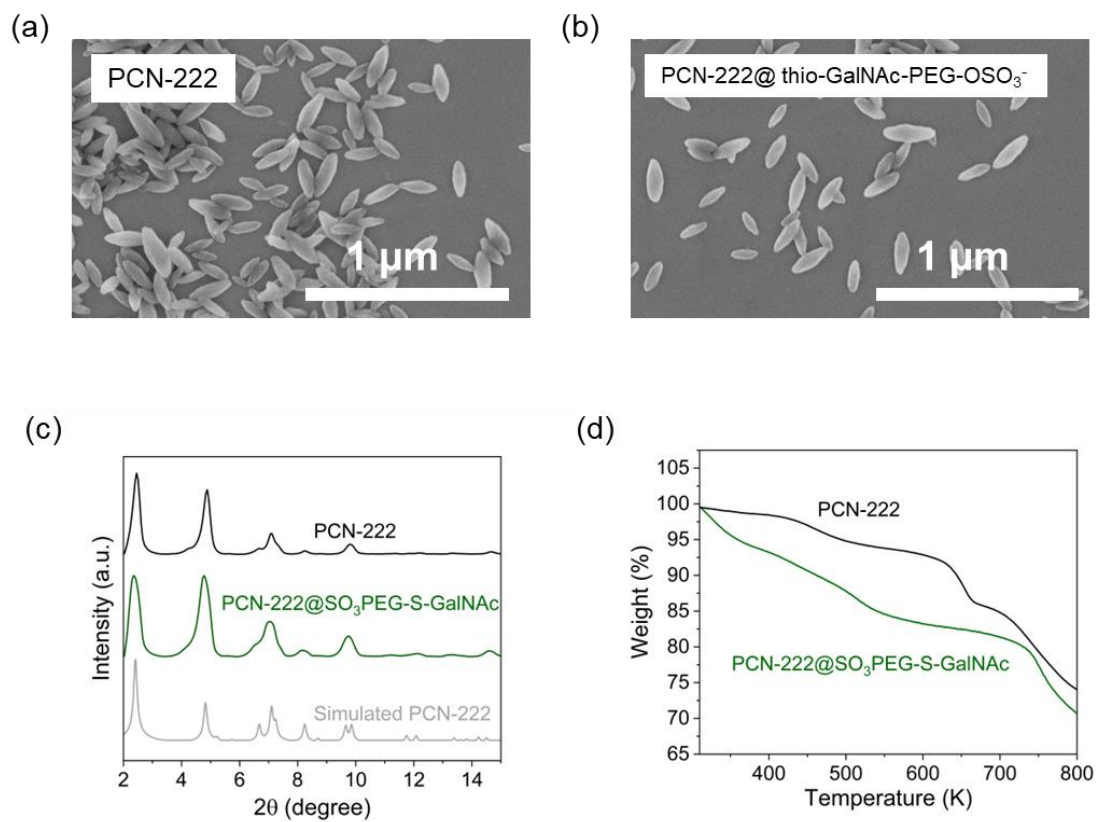 (a)
PCN-222
1 µm
(b)
PCN-222@ thio-GalNAc-PEG-OSO₃⁻
1 µm
(c)
PCN-222
PCN-222@SO₃PEG-S-GalNAc
Simulated PCN-222
Intensity (a.u.)
2 4 6 8 10 12 14
2θ (degree)
(d)
105
100
95
90
85
80
75
70
65
PCN-222
PCN-222@SO₃PEG-S-GalNAc
Weight (%)
400 500 600 700 800
Temperature (K)